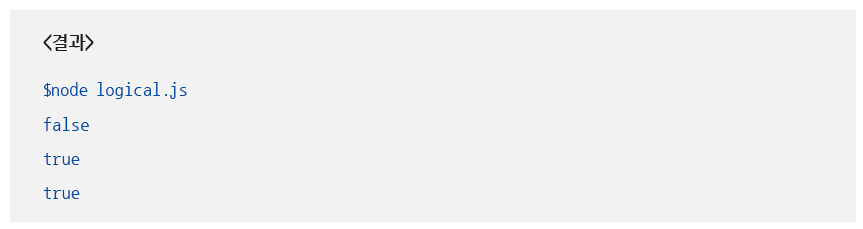 <결과>
$node logical.js
false
true
true